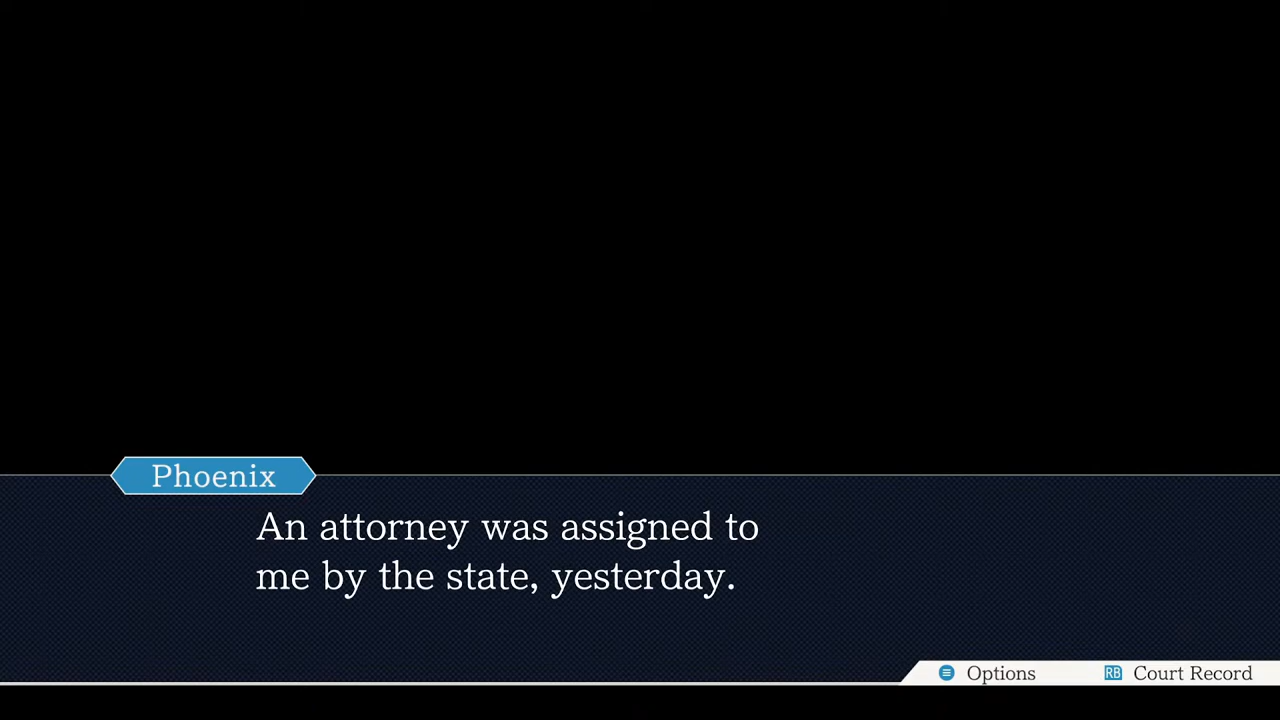 Phoenix
An attorney was assigned to
me by the state, yesterday.
Options
RB Court Record